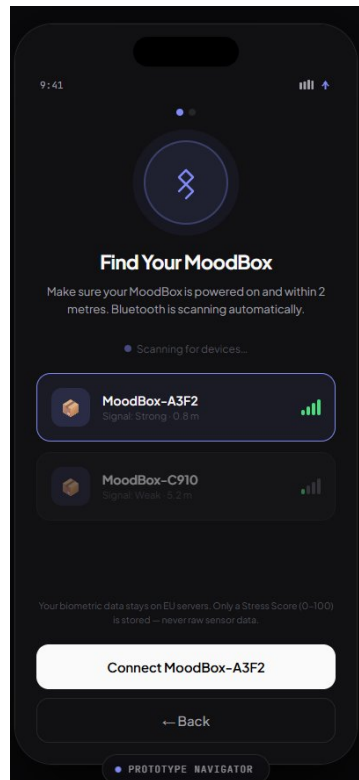 9:41
Find Your MoodBox
Make sure your MoodBox is powered on and within 2
metres. Bluetooth is scanning automatically.
Scanning for devices...
MoodBox-A3F2
Signal: Strong · 0.8 m
MoodBox-C910
Signal: Weak · 5.2 m
Your biometric data stays on EU servers. Only a Stress Score (0–100)
is stored — never raw sensor data.
Connect MoodBox-A3F2
← Back
PROTOTYPE NAVIGATOR